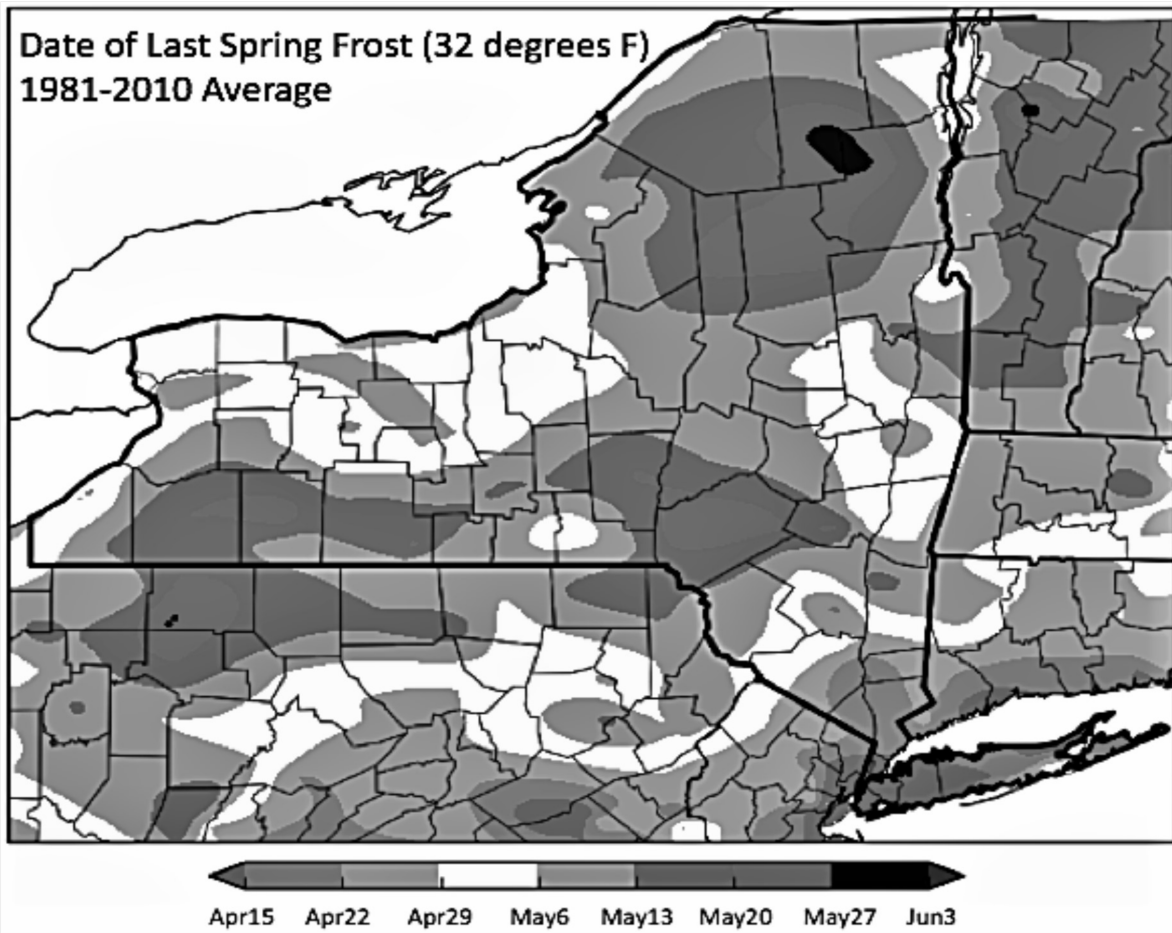 Date of Last Spring Frost (32 degrees F)
1981-2010 Average
Apr15 Apr22 Apr29 May6 May13 May20 May27 Jun3